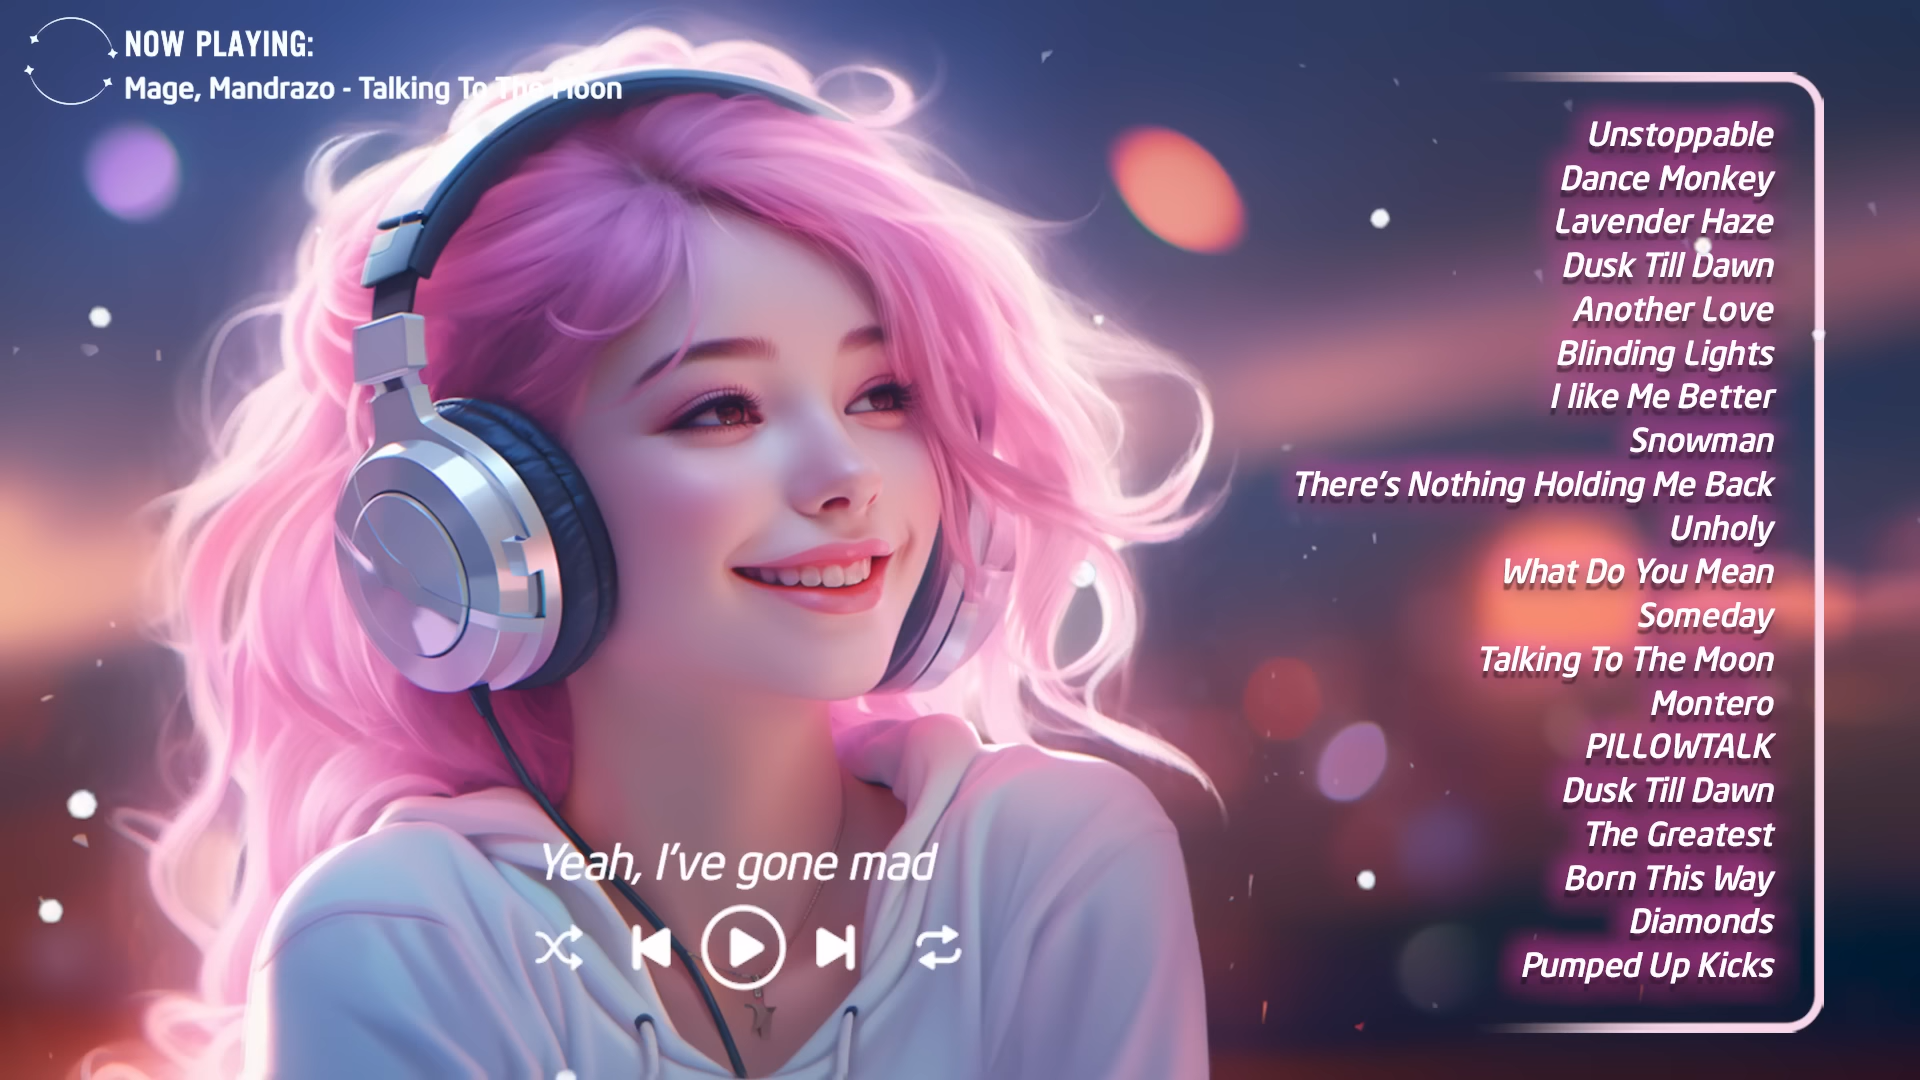 NOW PLAYING:
Mage, Mandrazo - Talking To The Moon
Unstoppable
Dance Monkey
Lavender Haze
Dusk Till Dawn
Another Love
Blinding Lights
I like Me Better
Snowman
There's Nothing Holding Me Back
Unholy
What Do You Mean
Someday
Talking To The Moon
Montero
PILLOWTALK
Dusk Till Dawn
The Greatest
Born This Way
Diamonds
Pumped Up Kicks
Yeah, I've gone mad